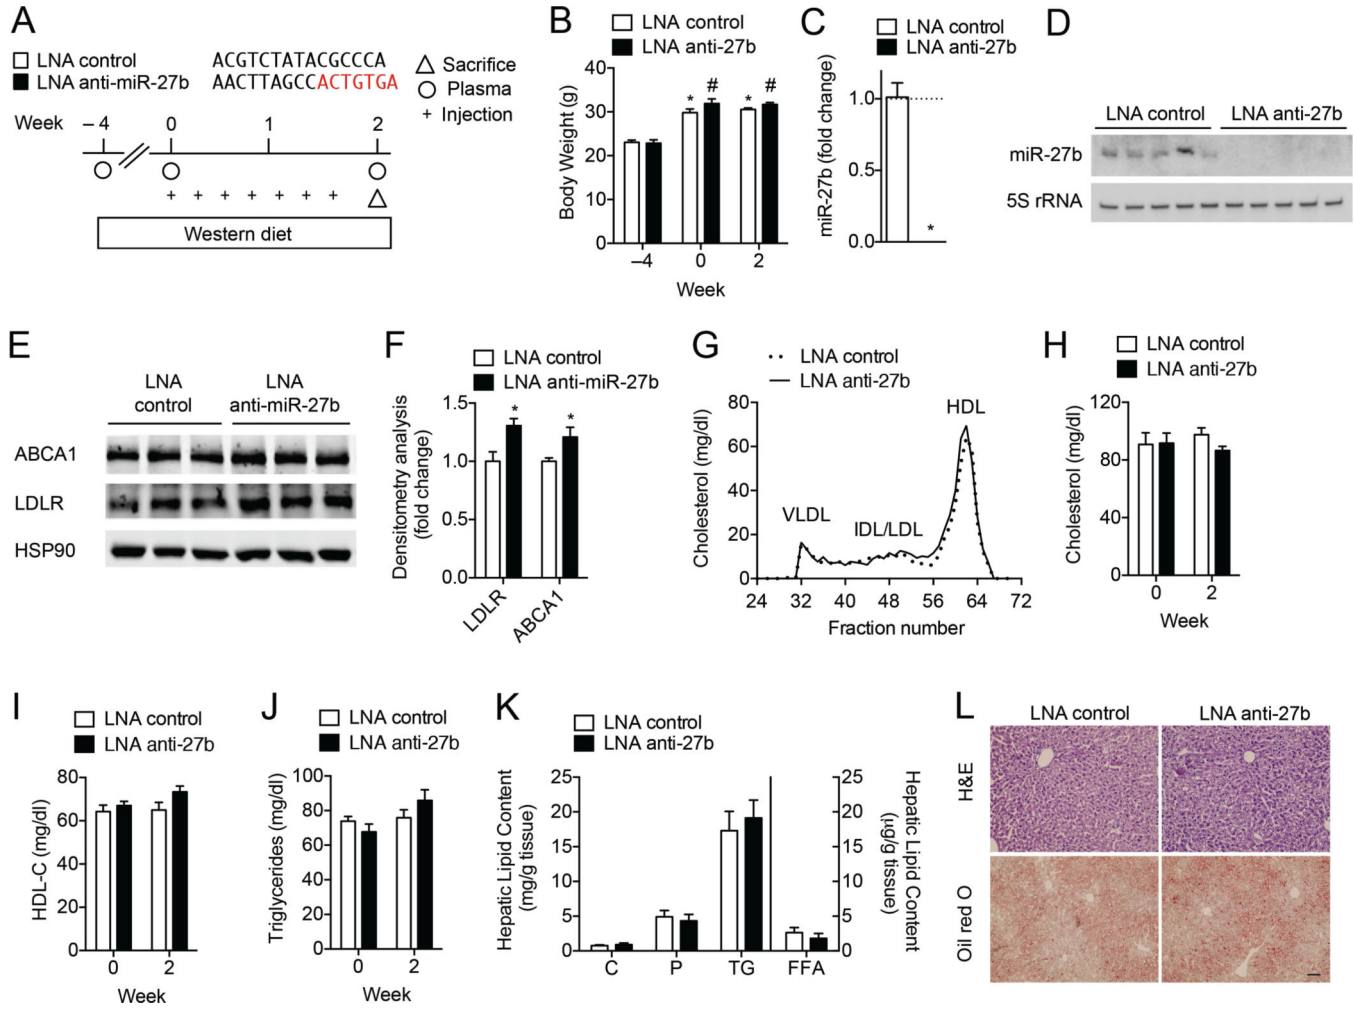 A
LNA control
LNA anti-miR-27b
ACGTCTATACGCCCA
AACTTAGCCACTGTGA
Sacrifice
Plasma
+ Injection
Week
– 4
0
1
2
+ + + + + + +
Western diet
B
LNA control
LNA anti-27b
Body Weight (g)
40
30
20
10
0
* # * #
–4 0 2
Week
C
LNA control
LNA anti-27b
miR-27b (fold change)
1.0
0.5
0.0
*
D
LNA control LNA anti-27b
miR-27b
5S rRNA
E
LNA control
LNA anti-miR-27b
ABCA1
LDLR
HSP90
F
LNA control
LNA anti-miR-27b
Densitometry analysis
(fold change)
1.5
1.0
0.5
0.0
* *
LDLR
ABCA1
G
LNA control
LNA anti-27b
Cholesterol (mg/dl)
80
60
40
20
0
VLDL
IDL/LDL
HDL
24 32 40 48 56 64 72
Fraction number
H
LNA control
LNA anti-27b
Cholesterol (mg/dl)
120
80
40
0
0 2
Week
I
LNA control
LNA anti-27b
HDL-C (mg/dl)
80
60
40
20
0
0 2
Week
J
LNA control
LNA anti-27b
Triglycerides (mg/dl)
100
80
60
40
20
0
0 2
Week
K
LNA control
LNA anti-27b
Hepatic Lipid Content
(mg/g tissue)
25
20
15
10
5
0
C P TG FFA
25
20
15
10
5
0
Hepatic Lipid Content
(µg/g tissue)
L
LNA control LNA anti-27b
H&E
Oil red O